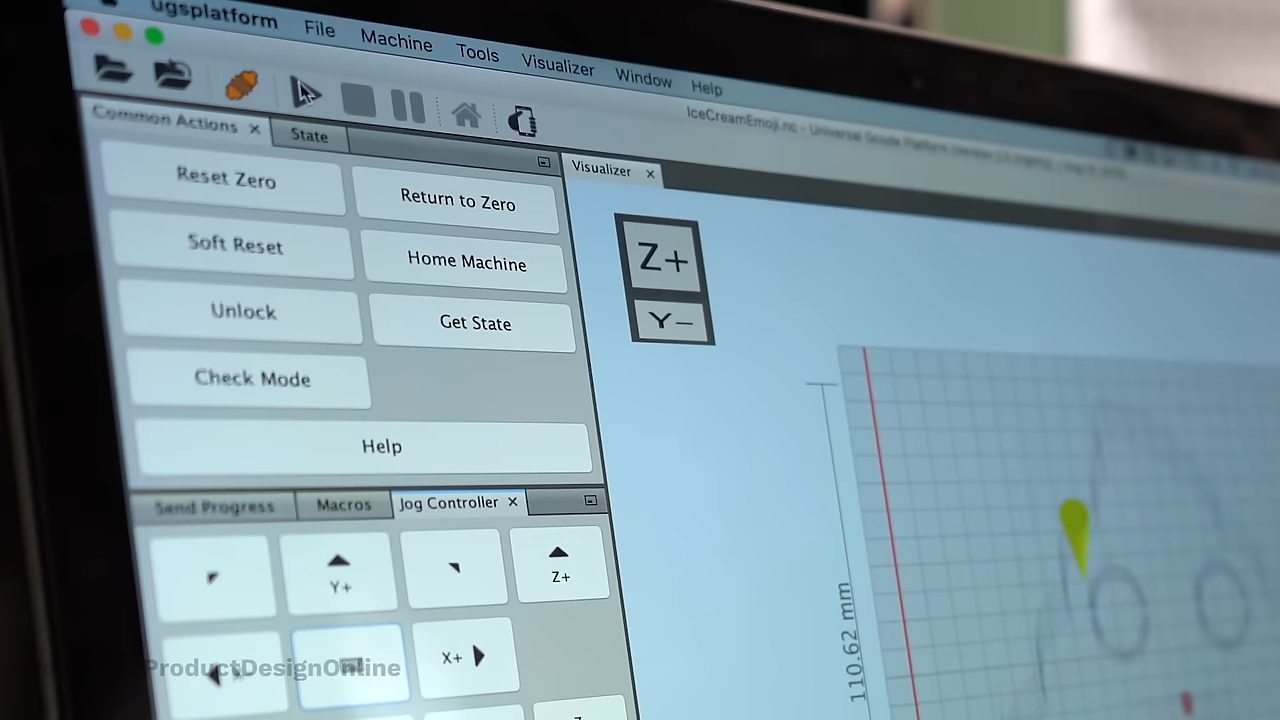 ugsplatform File Machine Tools Visualizer Window Help
IceCreamEmoji.nc - Universal Gcode Platform
Common Actions State
Visualizer
Reset Zero Return to Zero
Soft Reset Home Machine
Unlock Get State
Check Mode
Help
Z+
Y−
Send Progress Macros Jog Controller
Y+ Z+
X+
110.62 mm
ProductDesignOnline